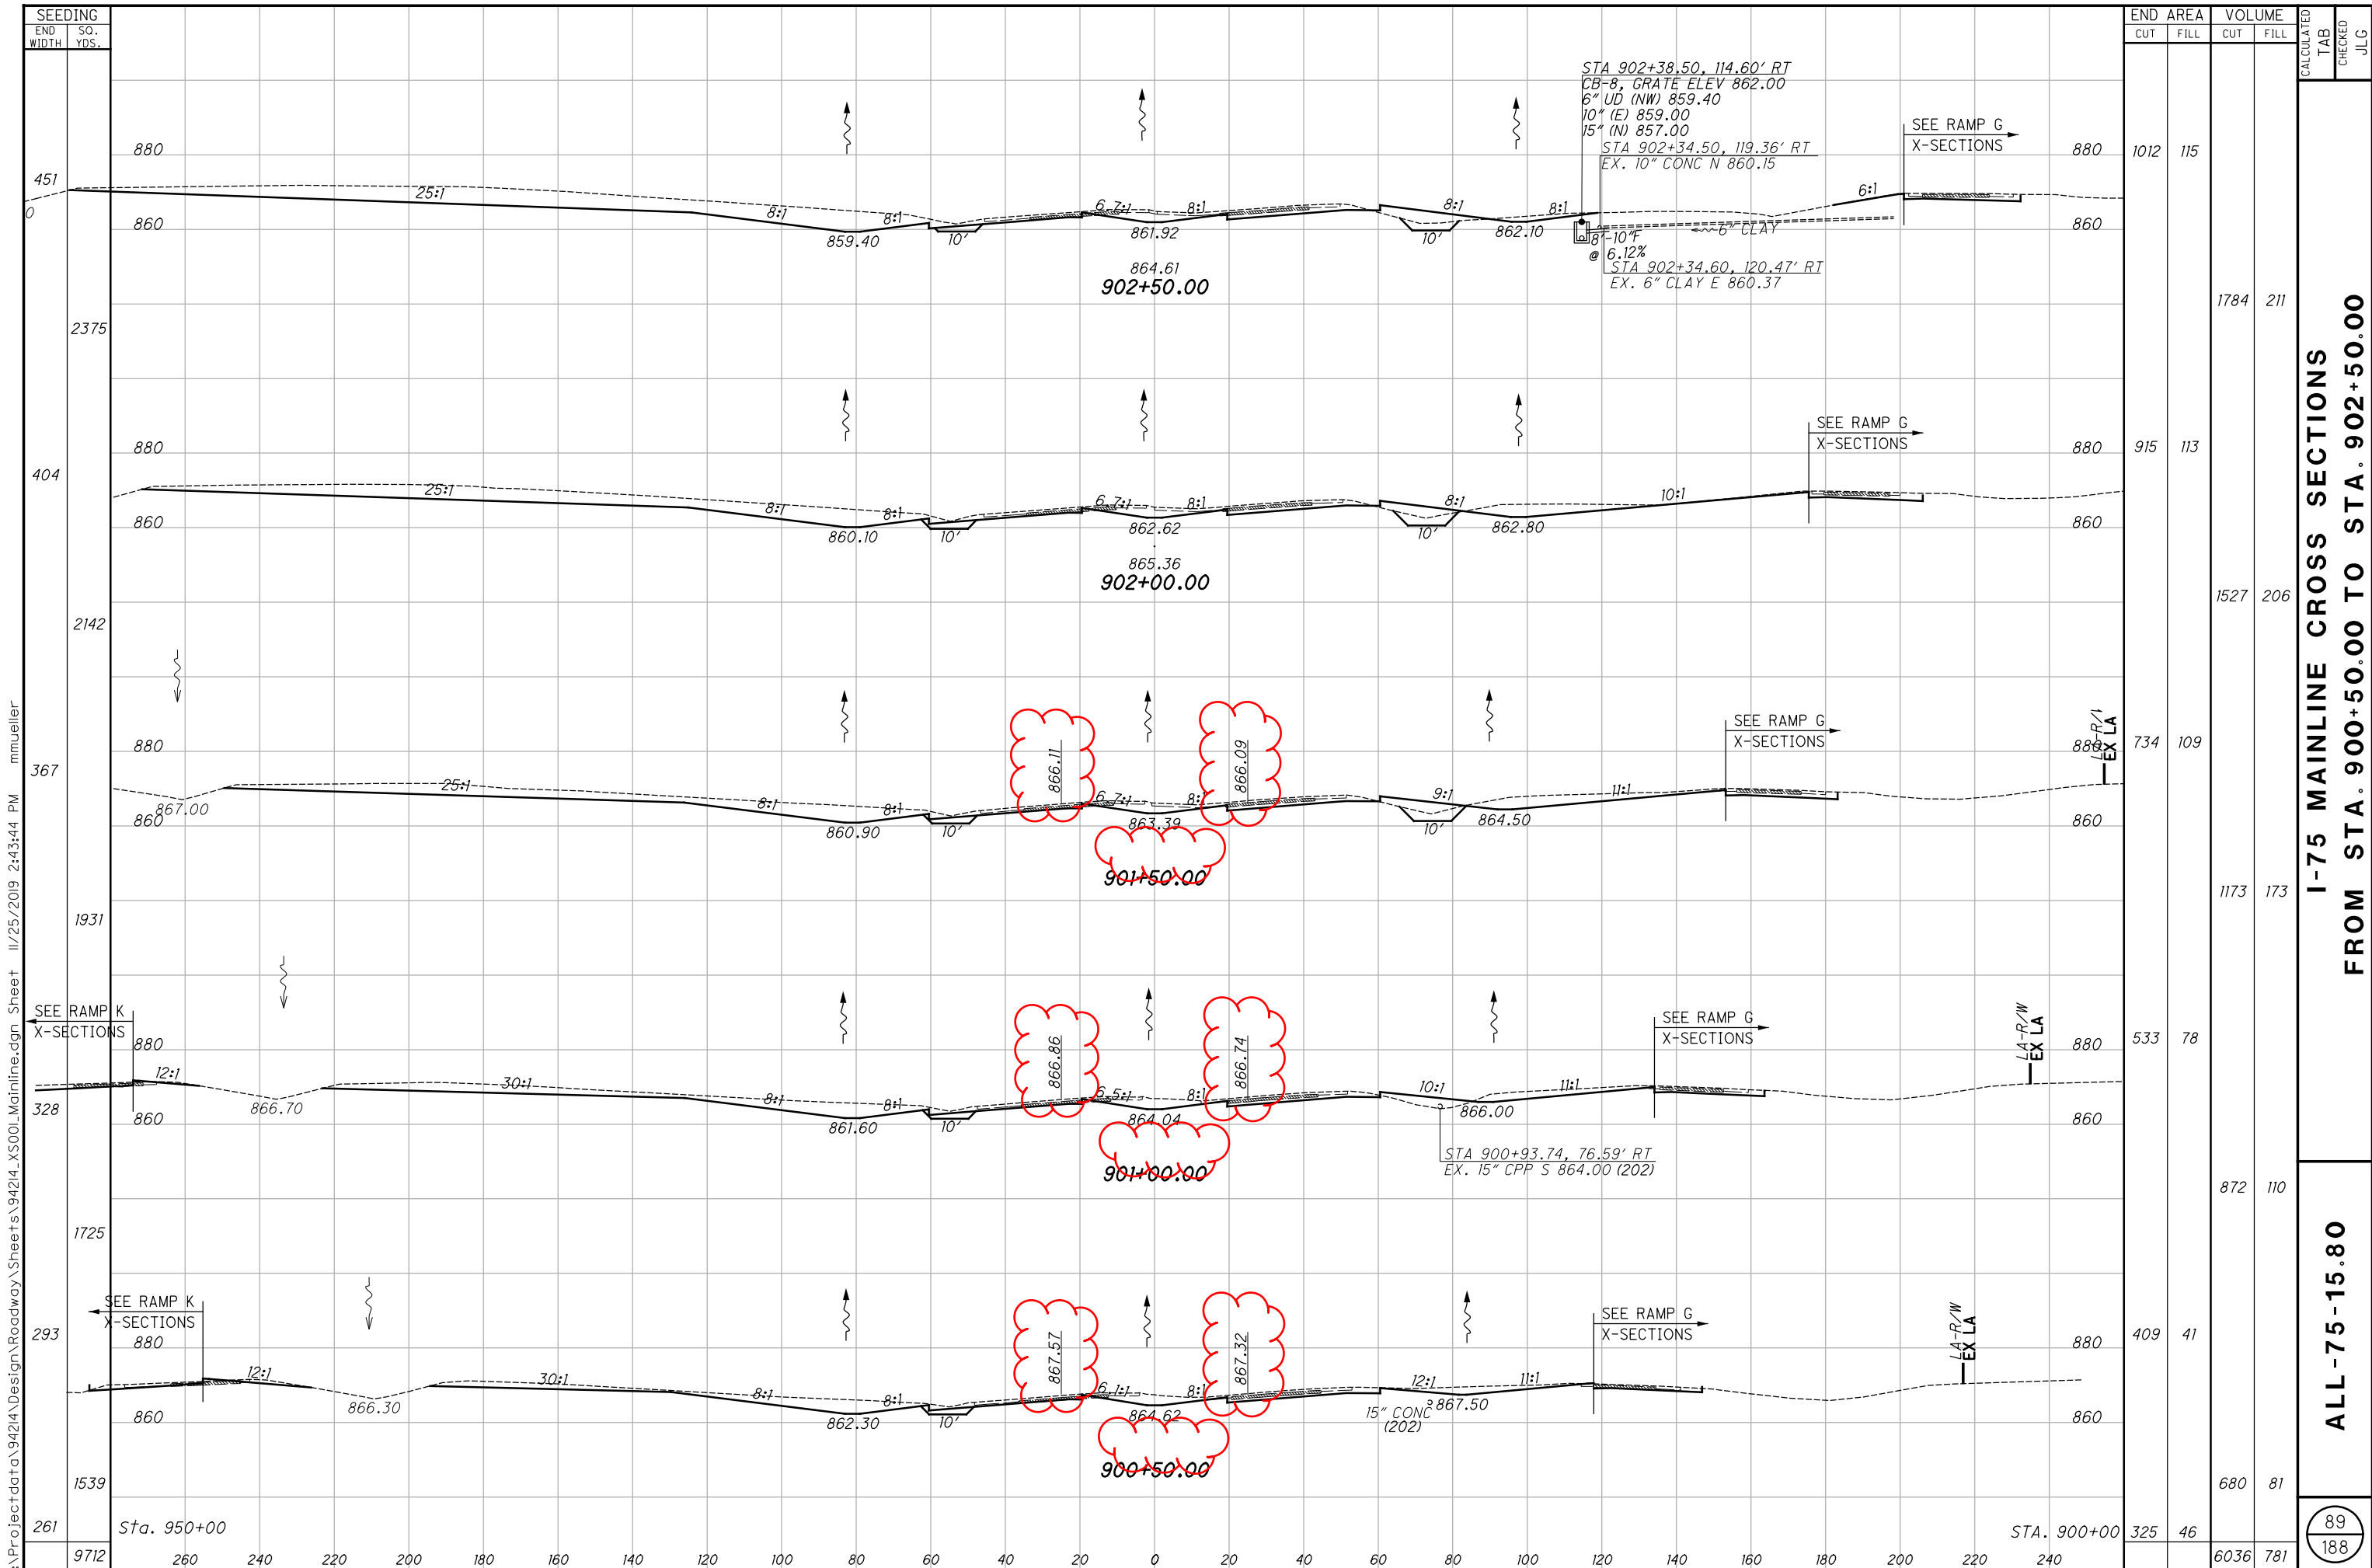 SEEDING
END WIDTH
SQ. YDS.
END AREA
VOLUME
CUT
FILL
CUT
FILL
CALCULATED
TAB
CHECKED
JLG
STA 902+38.50, 114.60' RT
CB-8, GRATE ELEV 862.00
6" UD (NW) 859.40
10" (E) 859.00
15" (N) 857.00
STA 902+34.50, 119.36' RT
EX. 10" CONC N 860.15
SEE RAMP G
X-SECTIONS
880
880
1012
115
451
0
25:1
8:1
8:1
6.7:1
8:1
8:1
8:1
6:1
860
859.40
10'
861.92
10'
862.10
8'-10"F
@ 6.12%
6" CLAY
860
STA 902+34.60, 120.47' RT
EX. 6" CLAY E 860.37
864.61
902+50.00
1784
211
2375
SEE RAMP G
X-SECTIONS
880
880
915
113
404
25:1
8:1
8:1
6.7:1
8:1
8:1
10:1
860
860.10
10'
862.62
10'
862.80
860
865.36
902+00.00
1527
206
2142
SEE RAMP G
X-SECTIONS
EX LA
880
866.11
866.09
880
734
109
367
25:1
8:1
8:1
6.7:1
8:1
9:1
11:1
867.00
860
860.90
10'
863.39
10'
864.50
860
901+50.00
1173
173
1931
SEE RAMP K
X-SECTIONS
SEE RAMP G
X-SECTIONS
LA-R/W
EX LA
880
866.86
866.74
880
533
78
328
12:1
30:1
8:1
8:1
6.5:1
8:1
10:1
11:1
866.70
860
861.60
10'
864.04
866.00
860
STA 900+93.74, 76.59' RT
EX. 15" CPP S 864.00 (202)
901+00.00
872
110
1725
SEE RAMP K
X-SECTIONS
SEE RAMP G
X-SECTIONS
LA-R/W
EX LA
880
867.57
867.32
880
409
41
293
12:1
30:1
8:1
8:1
6.1:1
8:1
12:1
11:1
866.30
860
862.30
10'
864.62
15" CONC
(202)
867.50
860
900+50.00
680
81
1539
261
Sta. 950+00
STA. 900+00
325
46
9712
260 240 220 200 180 160 140 120 100 80 60 40 20 0 20 40 60 80 100 120 140 160 180 200 220 240
6036
781
I-75 MAINLINE CROSS SECTIONS
FROM STA. 900+50.00 TO STA. 902+50.00
ALL-75-15.80
89
188
:\Projectdata\94214\Design\Roadway\Sheets\94214_XS001_Mainline.dgn Sheet 11/25/2019 2:43:44 PM mmueller